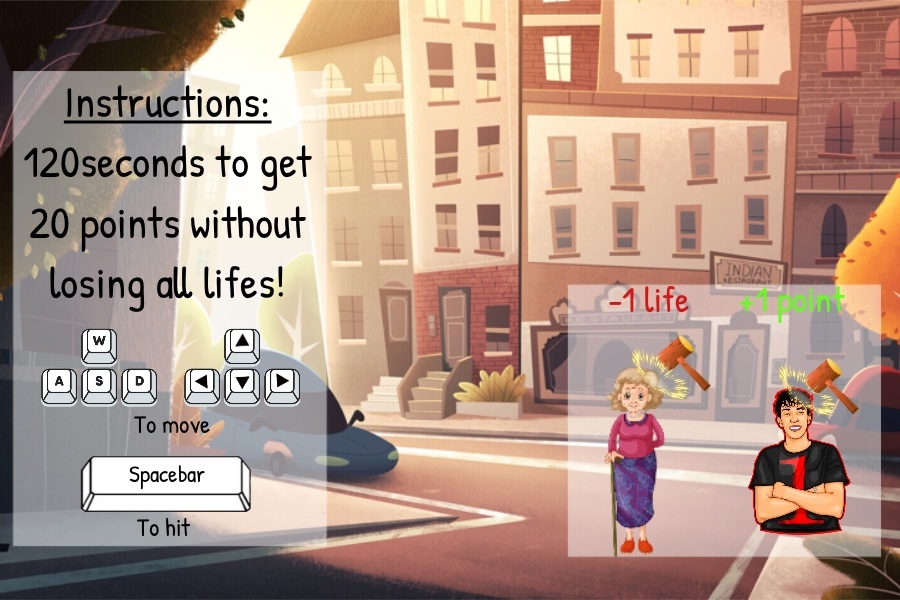 Instructions:
120seconds to get
20 points without
losing all lifes!
W
A S D
To move
Spacebar
To hit
INDIAN
RESTAURANT
RESTAURANT
-1 life
+1 point